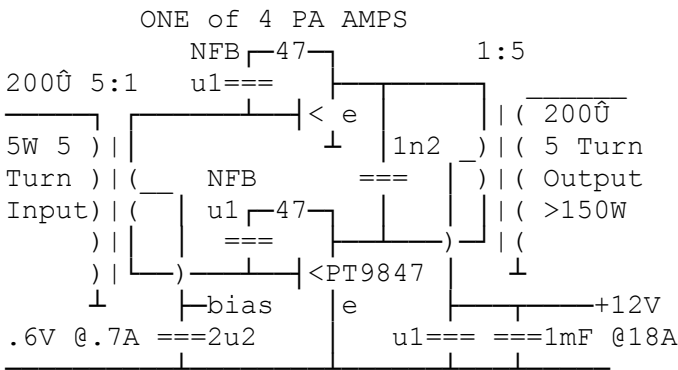 ONE of 4 PA AMPS
NFB 47 1:5
200Û 5:1 u1===
< e |( 200Û
5W 5 )| 1n2 _)|( 5 Turn
Turn )|(__ NFB === )|( Output
Input)|( u1 47 |( >150W
)| === ) |(
)| ) <PT9847
bias e +12V
.6V @.7A ===2u2 u1=== ===1mF @18A